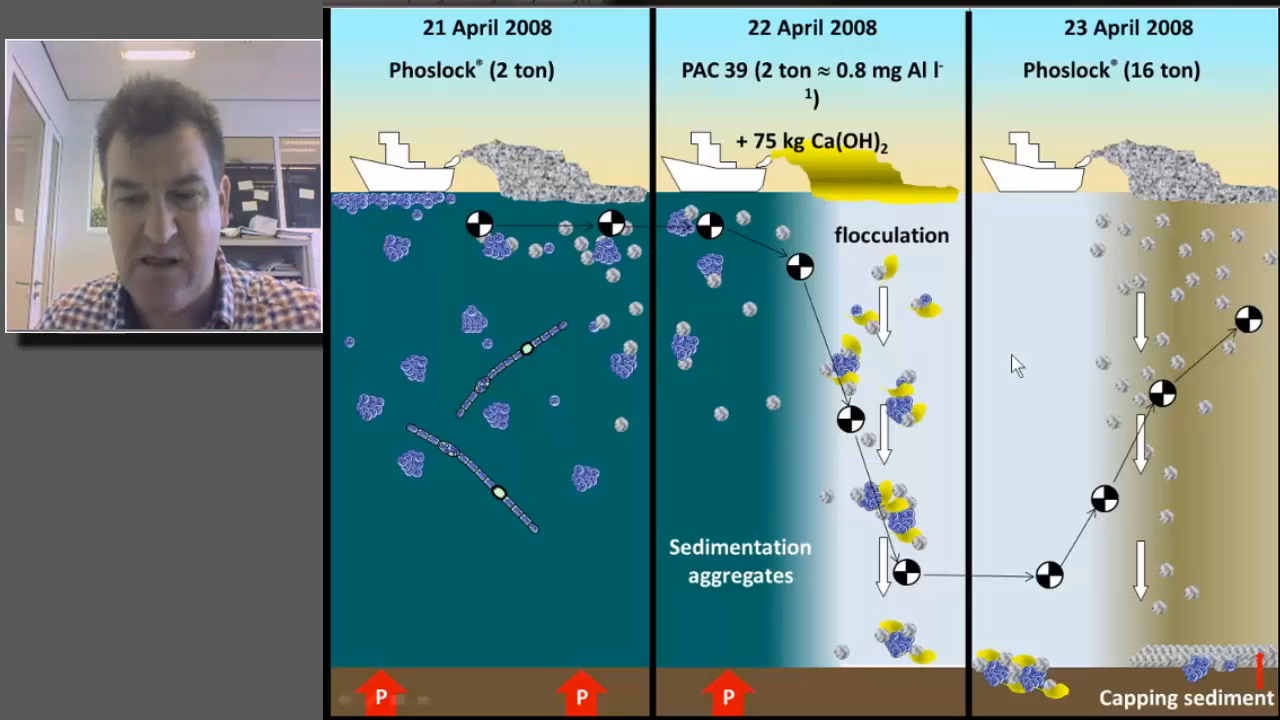 21 April 2008
Phoslock® (2 ton)
22 April 2008
PAC 39 (2 ton ≈ 0.8 mg Al l-
1)
+ 75 kg Ca(OH)2
23 April 2008
Phoslock® (16 ton)
flocculation
Sedimentation
aggregates
P
P
P
Capping sediment